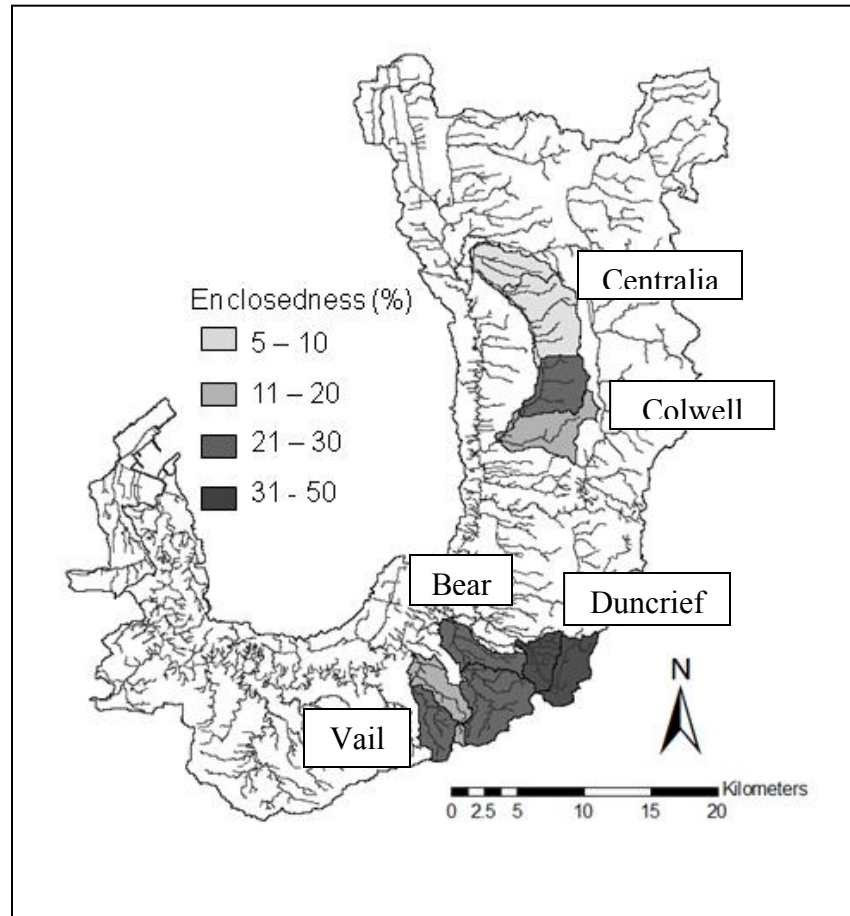 Centralia
Enclosedness (%)
5 – 10
11 – 20
21 – 30
31 - 50
Colwell
Bear
Duncrief
Vail
N
Kilometers
0 2.5 5 10 15 20